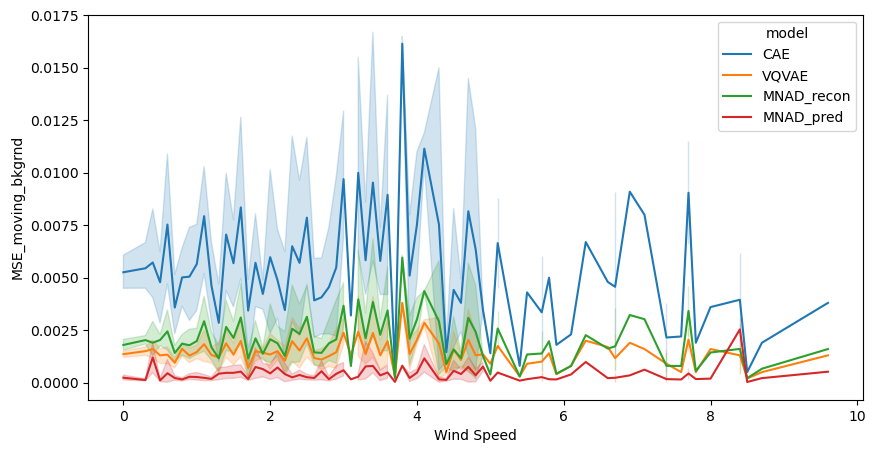 0.0175
0.0150
0.0125
0.0100
0.0075
0.0050
0.0025
0.0000
MSE_moving_bkgrnd
model
CAE
VQVAE
MNAD_recon
MNAD_pred
0 2 4 6 8 10
Wind Speed